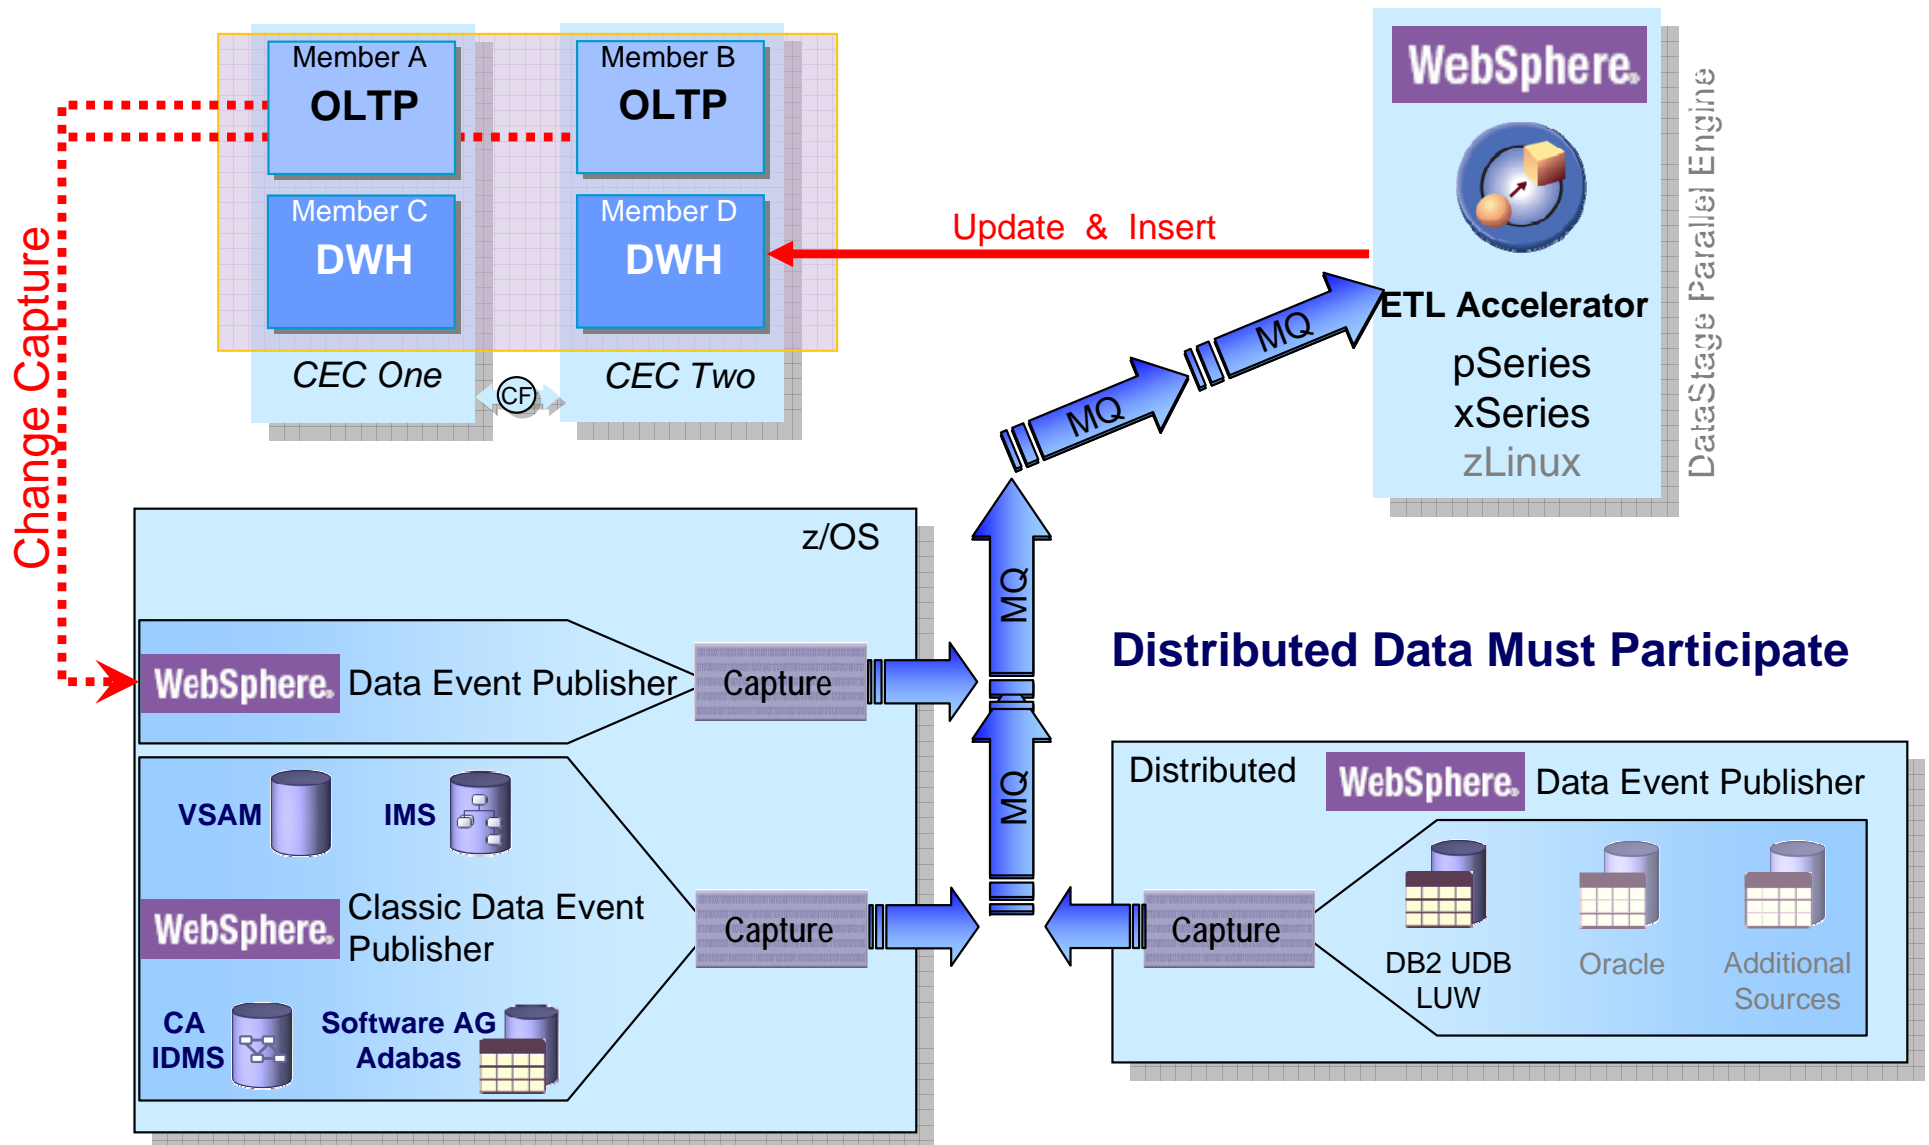 Member A
OLTP
Member B
OLTP
Member C
DWH
Member D
DWH
CEC One
CF
CEC Two
Change Capture
Update & Insert
WebSphere.
ETL Accelerator
pSeries
xSeries
zLinux
DataStage Parallel Engine
MQ
MQ
MQ
MQ
z/OS
WebSphere. Data Event Publisher
Capture
VSAM
IMS
WebSphere.
Classic Data Event
Publisher
Capture
CA
IDMS
Software AG
Adabas
Distributed Data Must Participate
Distributed
WebSphere. Data Event Publisher
Capture
DB2 UDB
LUW
Oracle
Additional
Sources